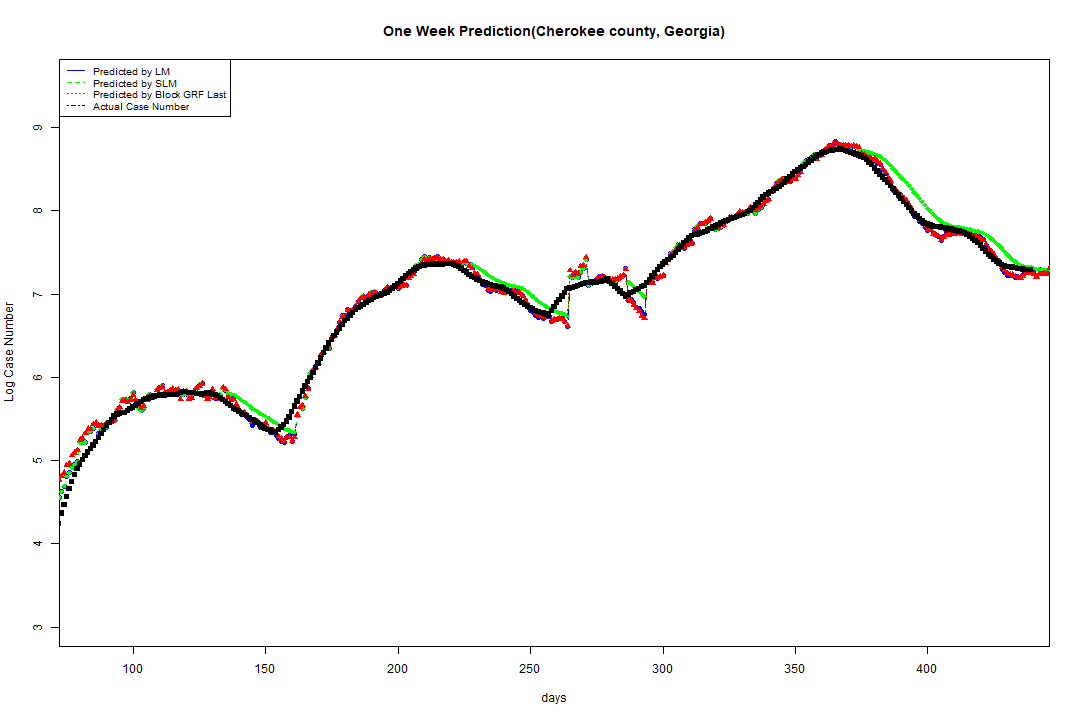 One Week Prediction(Cherokee county, Georgia)
Predicted by LM
Predicted by SLM
Predicted by Block GRF Last
Actual Case Number
Log Case Number
9
8
7
6
5
4
3
100 150 200 250 300 350 400
days